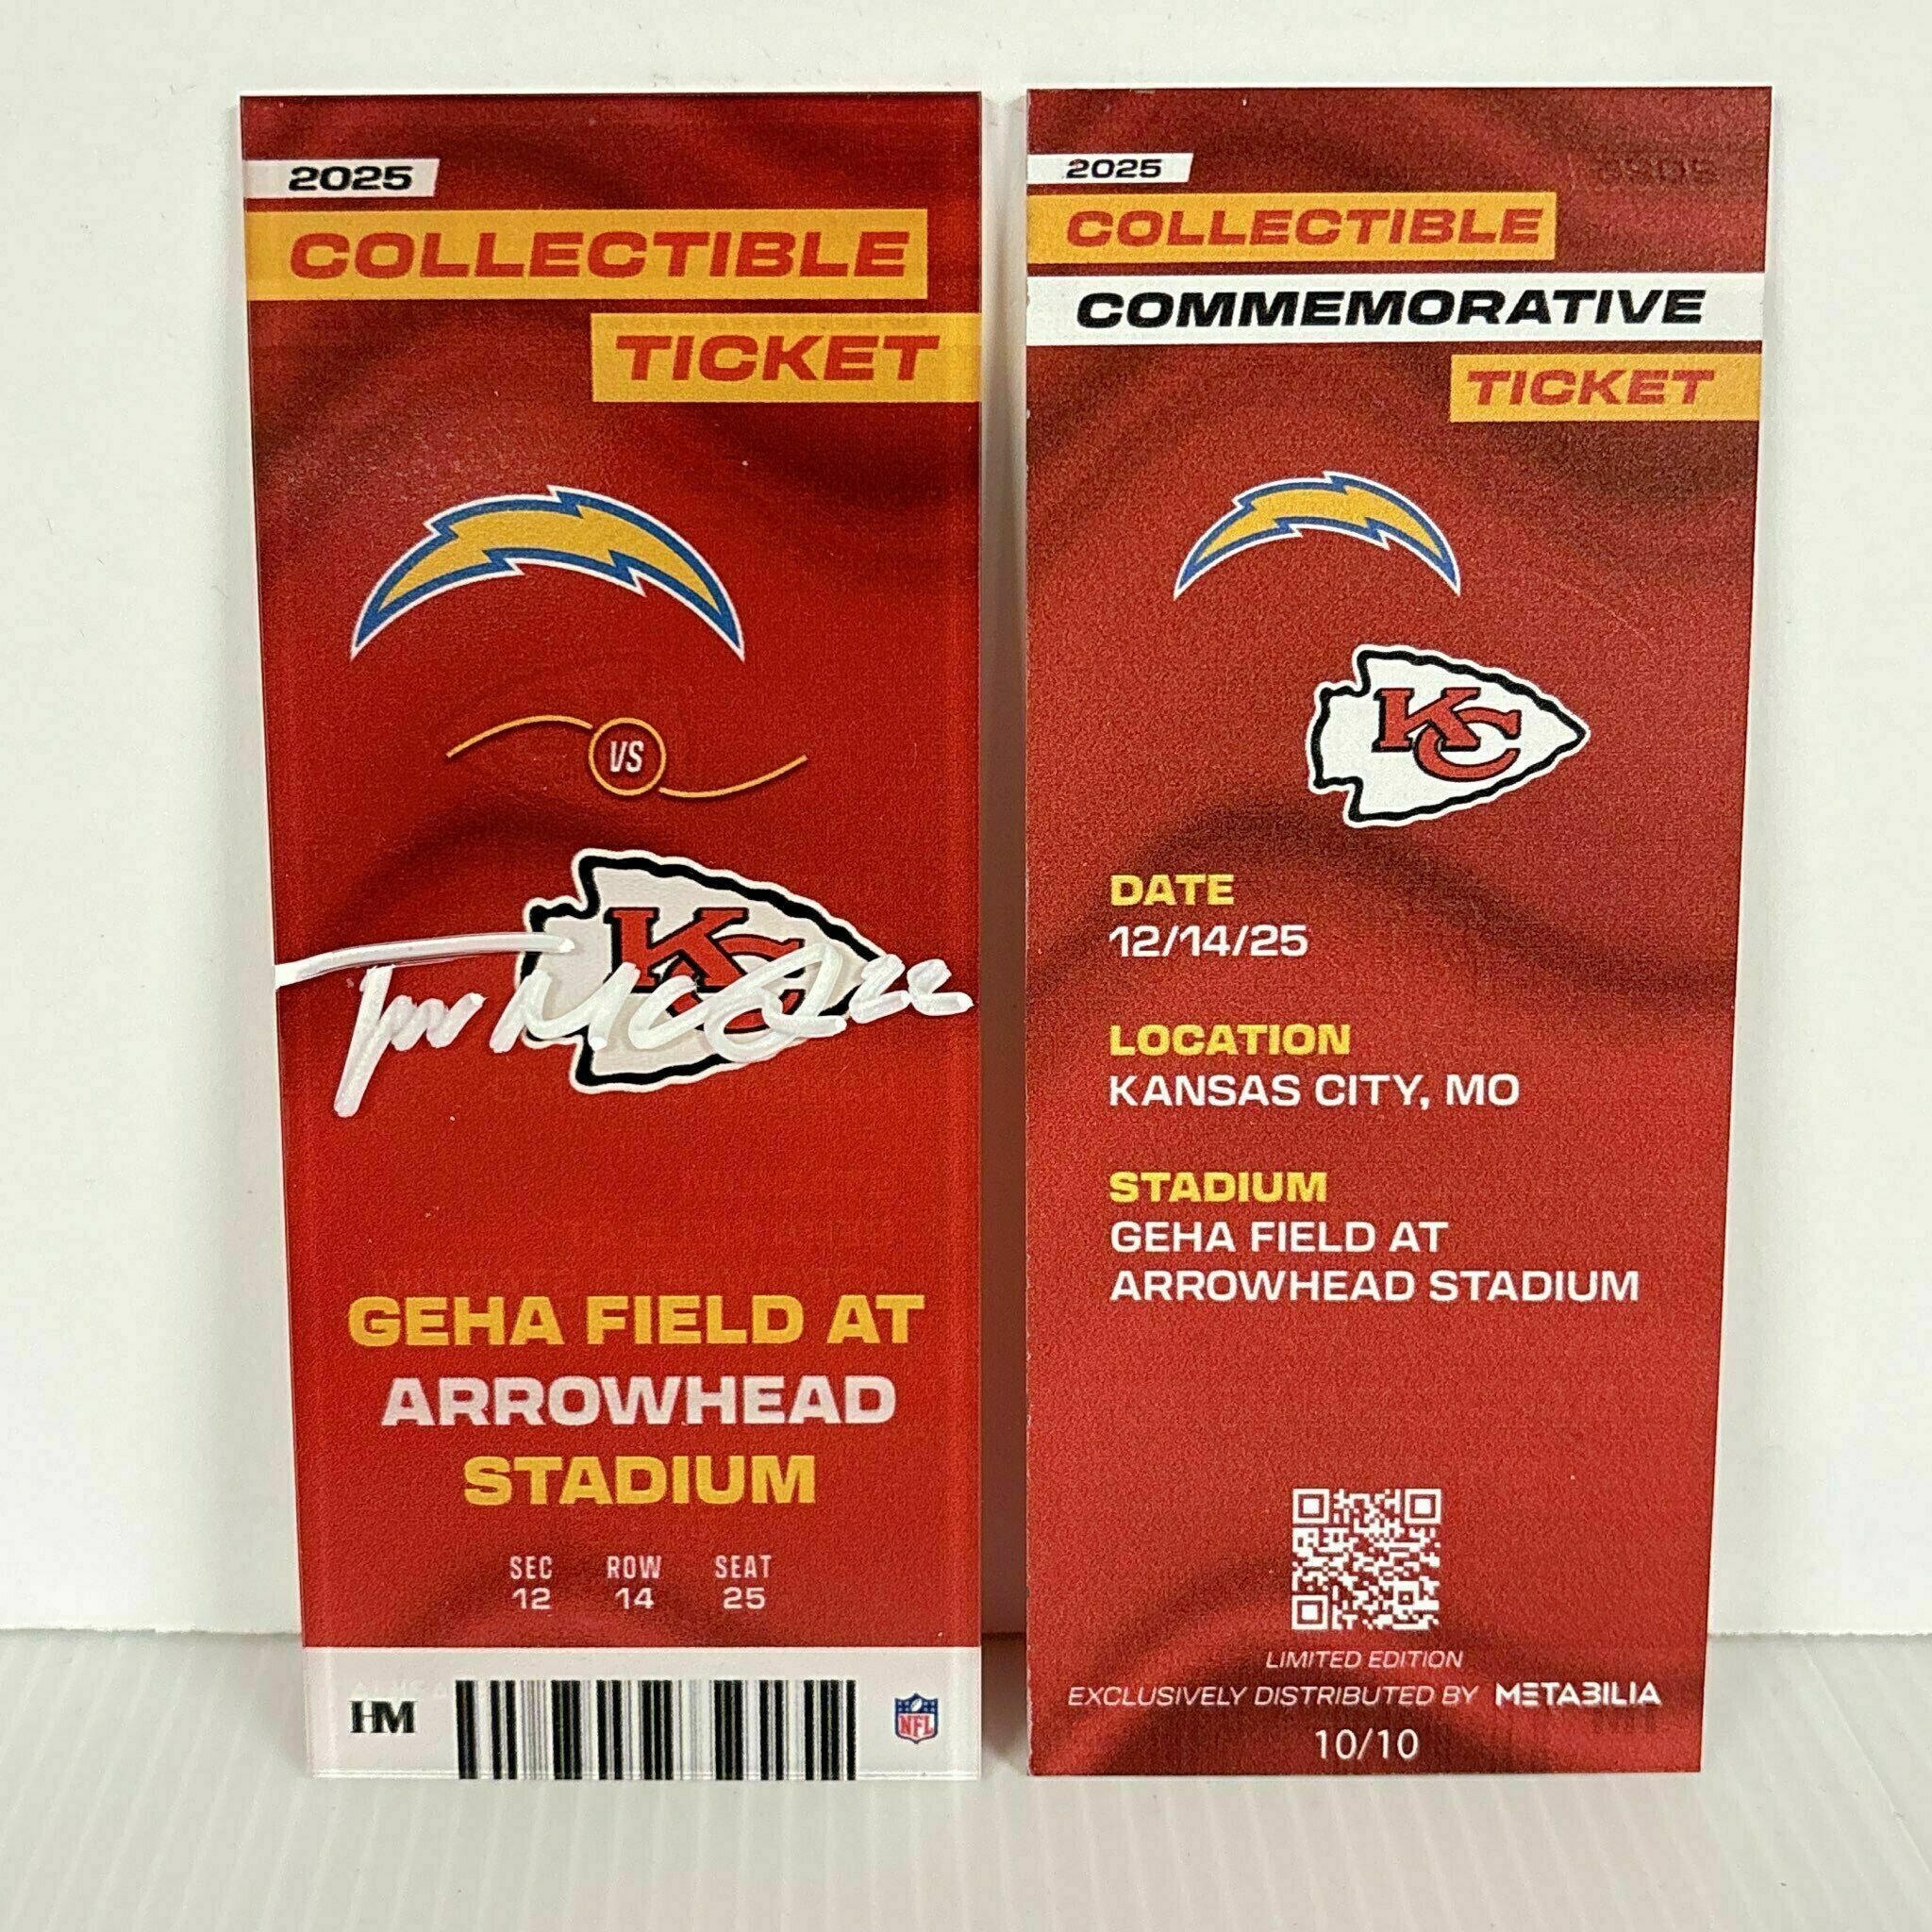 2025
COLLECTIBLE
TICKET
VS
KC
GEHA FIELD AT
ARROWHEAD
STADIUM
SEC ROW SEAT
12 14 25
HM
NFL
2025
COLLECTIBLE
COMMEMORATIVE
TICKET
KC
DATE
12/14/25
LOCATION
KANSAS CITY, MO
STADIUM
GEHA FIELD AT
ARROWHEAD STADIUM
LIMITED EDITION
EXCLUSIVELY DISTRIBUTED BY METABILIA
10/10